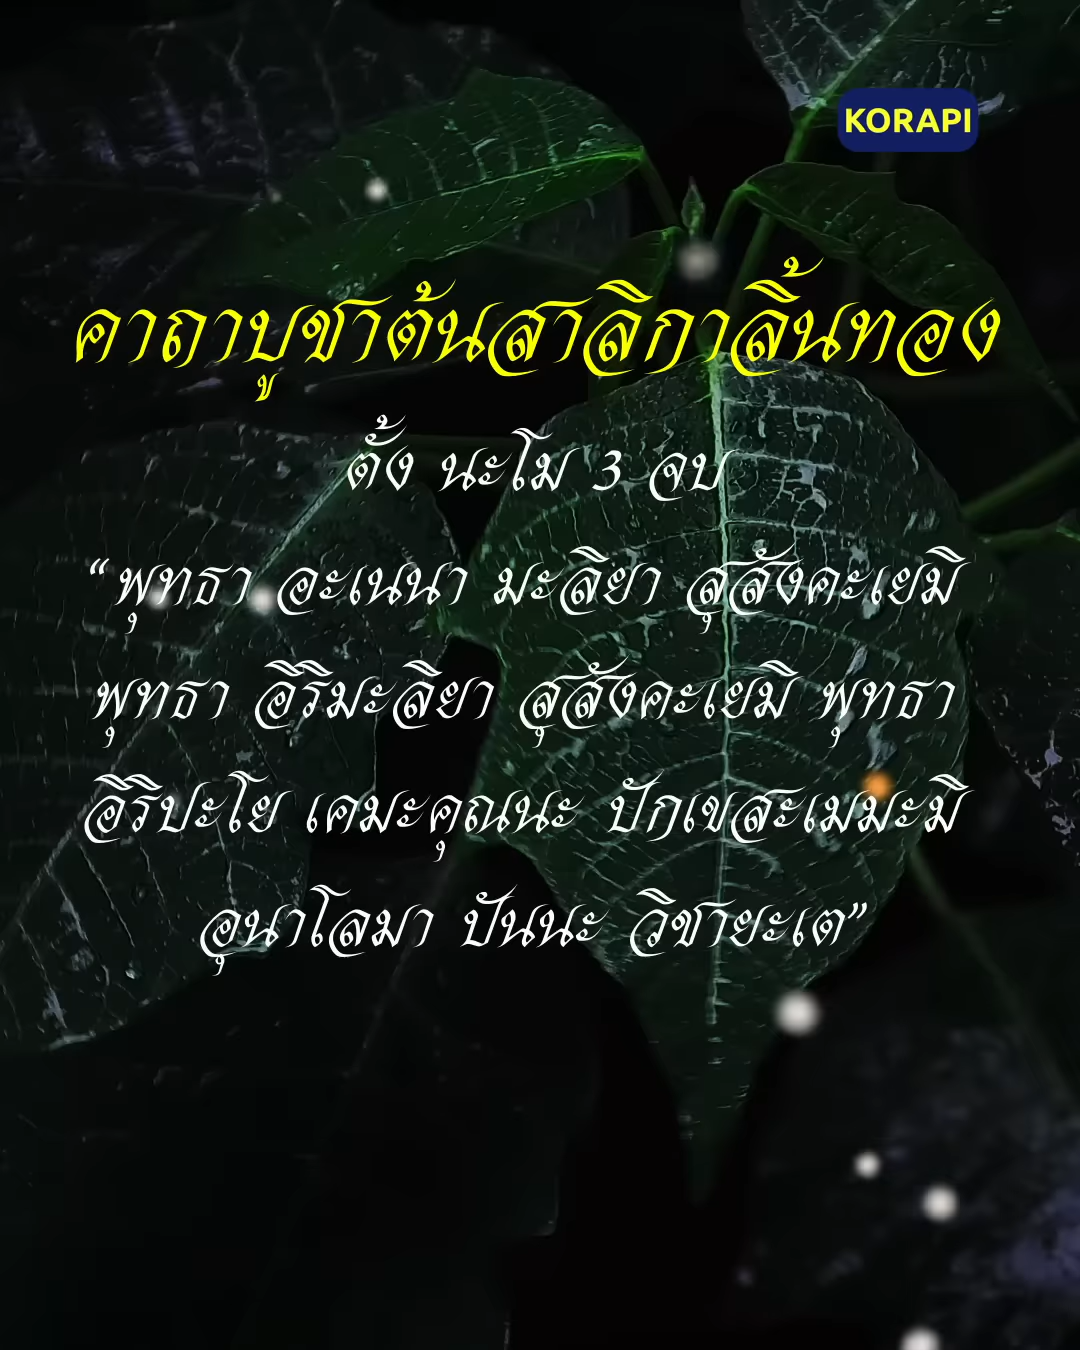 KORAPI
คาถาบูชาต้นสาลิกาลิ้นทอง
ตั้ง นะโม 3 จบ
“พุทธา อะเนนา มะลิยา สุสังคะเยมิ
พุทธา อิริมะลิยา สุสังคะเยมิ พุทธา
อิริปะโย เคมะคุณนะ ปักเขสะเมมะมิ
อุนาโลมา ปันนะ วิชายะเต”